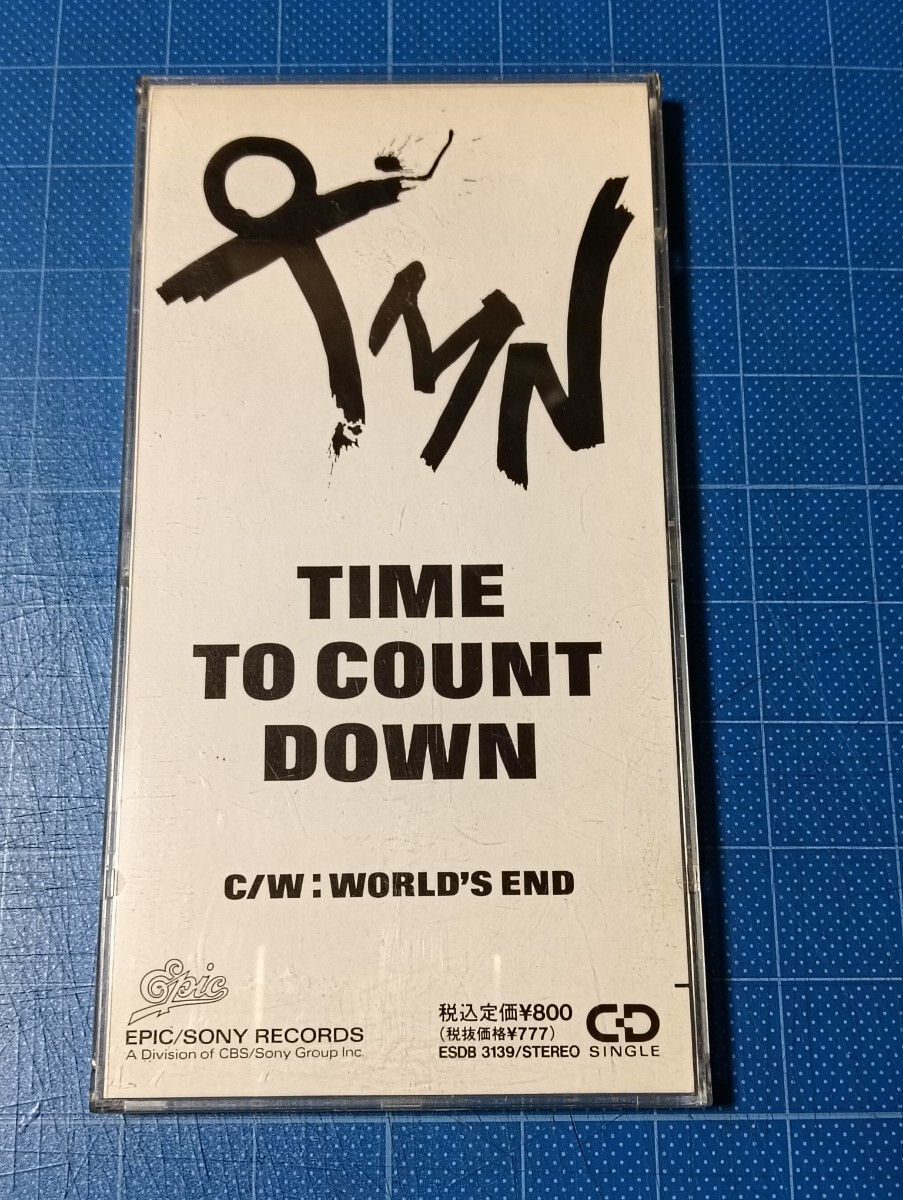 TMN
TIME
TO COUNT
DOWN
C/W : WORLD'S END
Epic
EPIC/SONY RECORDS
A Division of CBS/Sony Group Inc.
税込定価¥800
(税抜価格¥777)
ESDB 3139/STEREO
CD
SINGLE